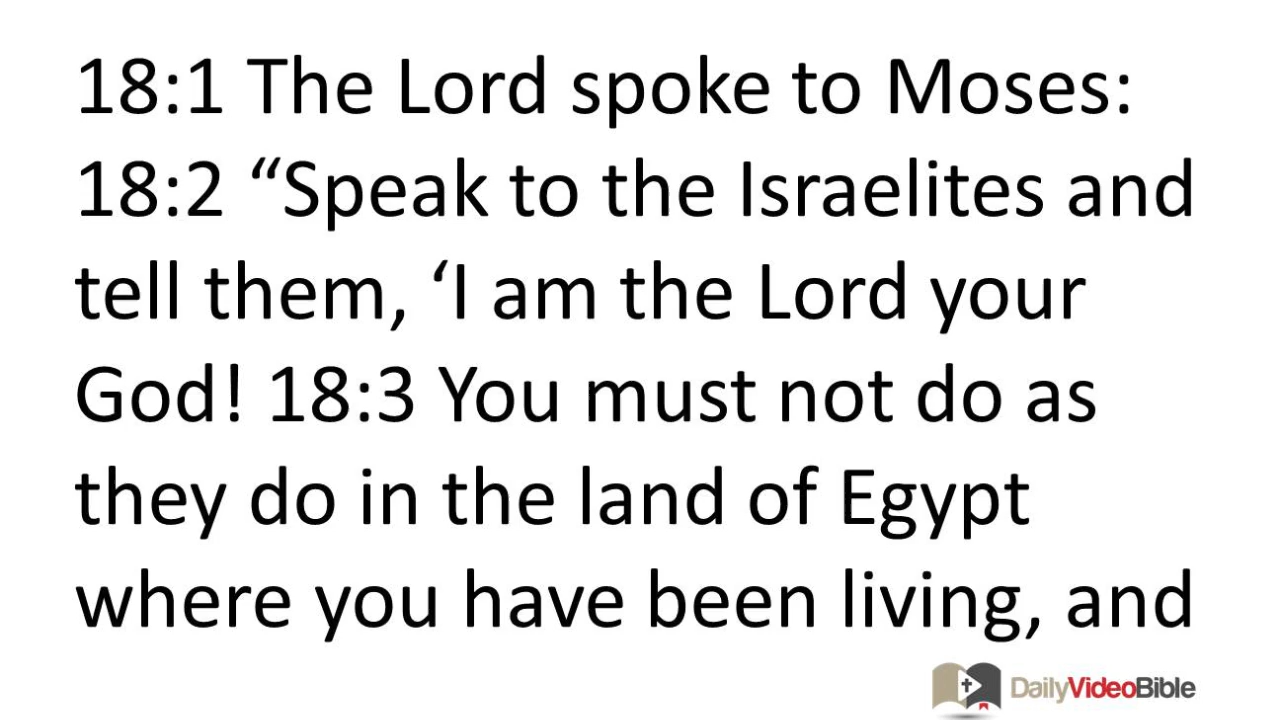 18:1 The Lord spoke to Moses:
18:2 “Speak to the Israelites and
tell them, ‘I am the Lord your
God! 18:3 You must not do as
they do in the land of Egypt
where you have been living, and
DailyVideoBible